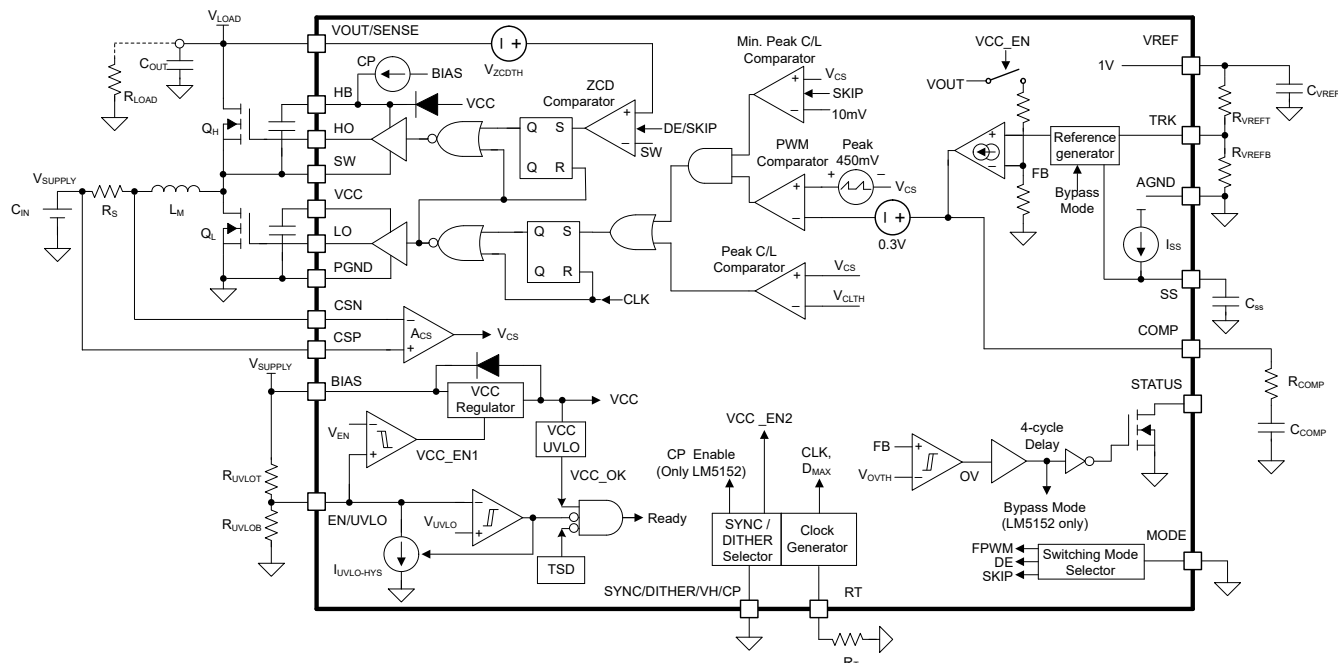 VLOAD
VOUT/SENSE
COUT
RLOAD
VZCDTH
CP
BIAS
HB
VCC
ZCD
Comparator
QH
HO
SW
DE/SKIP
SW
Q S
Q R
Min. Peak C/L
Comparator
VCS
SKIP
10mV
PWM
Comparator
Peak
450mV
+
−
VCS
0.3V
VCC_EN
VOUT
FB
Reference
generator
Bypass
Mode
VREF
1V
CVREF
RVREFT
TRK
RVREFB
AGND
ISS
SS
Css
VSUPPLY
CIN
RS
LM
VCC
QL
LO
PGND
Q S
Q R
CLK
Peak C/L
Comparator
VCS
VCLTH
CSN
CSP
ACS
VCS
COMP
RCOMP
CCOMP
VSUPPLY
BIAS
VCC
Regulator
VCC
VEN
VCC_EN1
VCC
UVLO
VCC_OK
RUVLOT
EN/UVLO
RUVLOB
VUVLO
IUVLO-HYS
TSD
Ready
VCC _EN2
CP Enable
(Only LM5152)
CLK,
DMAX
SYNC /
DITHER
Selector
Clock
Generator
SYNC/DITHER/VH/CP
RT
STATUS
FB
VOVTH
OV
4-cycle
Delay
Bypass Mode
(LM5152 only)
MODE
FPWM
DE
SKIP
Switching Mode
Selector